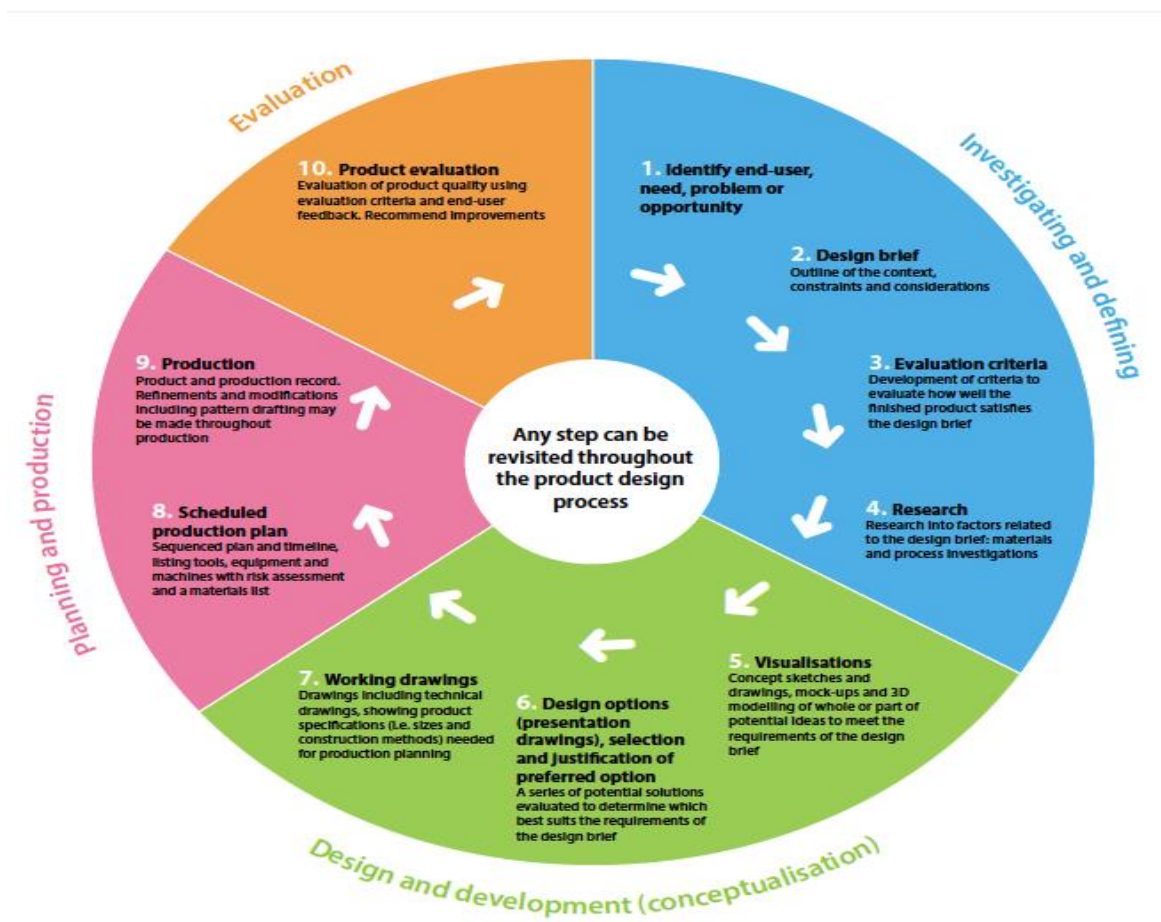 Evaluation
Investigating and defining
Planning and production
Design and development (conceptualisation)
1. Identify end-user,
need, problem or
opportunity
2. Design brief
Outline of the context,
constraints and considerations
3. Evaluation criteria
Development of criteria to
evaluate how well the
finished product satisfies
the design brief
4. Research
Research into factors related
to the design brief: materials
and process investigations
5. Visualisations
Concept sketches and
drawings, mock-ups and 3D
modelling of whole or part of
potential ideas to meet the
requirements of the design
brief
6. Design options
(presentation
drawings), selection
and justification of
preferred option
A series of potential solutions
evaluated to determine which
best suits the requirements of
the design brief
7. Working drawings
Drawings including technical
drawings, showing product
specifications (i.e. sizes and
construction methods) needed
for production planning
8. Scheduled
production plan
Sequenced plan and timeline,
listing tools, equipment and
machines with risk assessment
and a materials list
9. Production
Product and production record.
Refinements and modifications
including pattern drafting may
be made throughout
production
10. Product evaluation
Evaluation of product quality using
evaluation criteria and end-user
feedback. Recommend improvements
Any step can be
revisited throughout
the product design
process